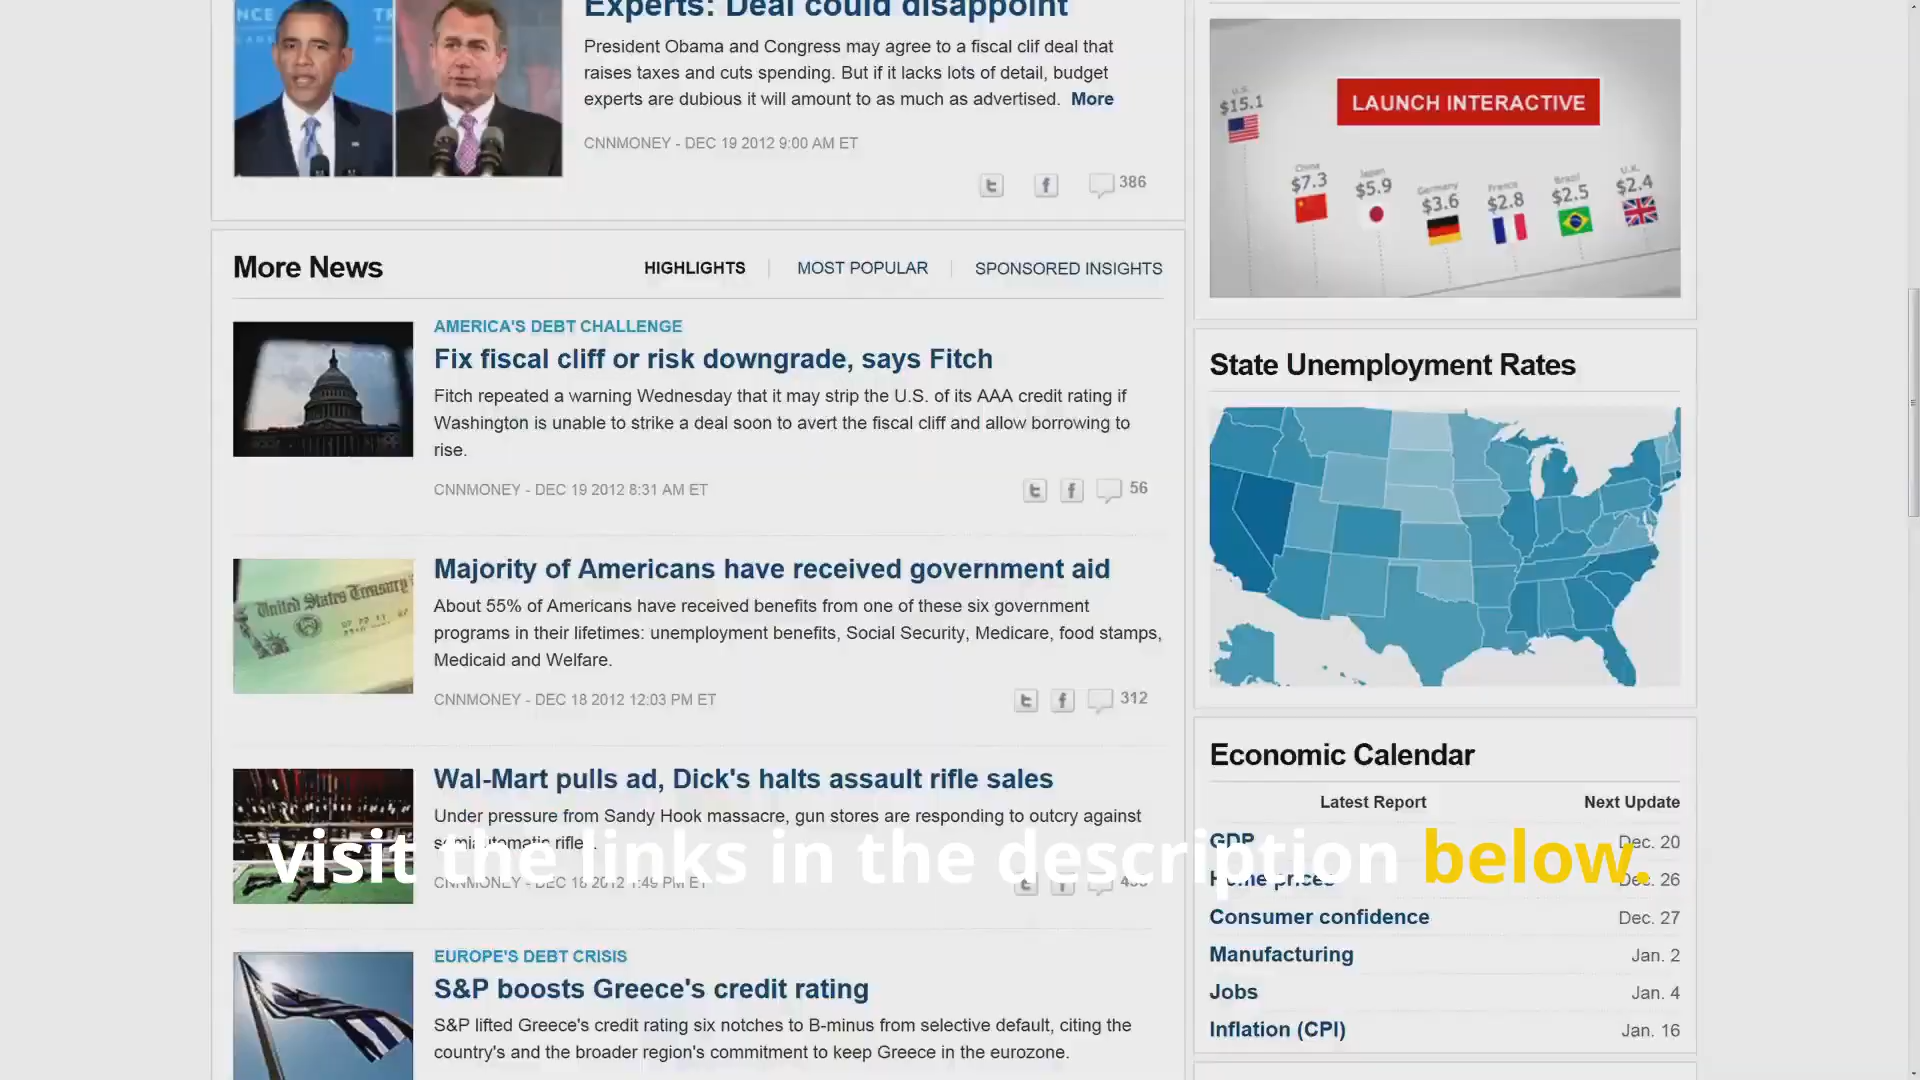 Experts: Deal could disappoint
President Obama and Congress may agree to a fiscal clif deal that
raises taxes and cuts spending. But if it lacks lots of detail, budget
experts are dubious it will amount to as much as advertised. More
CNNMONEY - DEC 19 2012 9:00 AM ET
386
More News
HIGHLIGHTS
MOST POPULAR
SPONSORED INSIGHTS
AMERICA'S DEBT CHALLENGE
Fix fiscal cliff or risk downgrade, says Fitch
Fitch repeated a warning Wednesday that it may strip the U.S. of its AAA credit rating if
Washington is unable to strike a deal soon to avert the fiscal cliff and allow borrowing to
rise.
CNNMONEY - DEC 19 2012 8:31 AM ET
56
United States Treasury
Majority of Americans have received government aid
About 55% of Americans have received benefits from one of these six government
programs in their lifetimes: unemployment benefits, Social Security, Medicare, food stamps,
Medicaid and Welfare.
CNNMONEY - DEC 18 2012 12:03 PM ET
312
Wal-Mart pulls ad, Dick's halts assault rifle sales
Under pressure from Sandy Hook massacre, gun stores are responding to outcry against
semiautomatic rifles.
CNNMONEY - DEC 18 2012 1:49 PM ET
visit the links in the description below.
EUROPE'S DEBT CRISIS
S&P boosts Greece's credit rating
S&P lifted Greece's credit rating six notches to B-minus from selective default, citing the
country's and the broader region's commitment to keep Greece in the eurozone.
LAUNCH INTERACTIVE
U.S.
$15.1
China
$7.3
Japan
$5.9
Germany
$3.6
France
$2.8
Brazil
$2.5
U.K.
$2.4
State Unemployment Rates
Economic Calendar
Latest Report
Next Update
GDP
Dec. 20
Home prices
Dec. 26
Consumer confidence
Dec. 27
Manufacturing
Jan. 2
Jobs
Jan. 4
Inflation (CPI)
Jan. 16